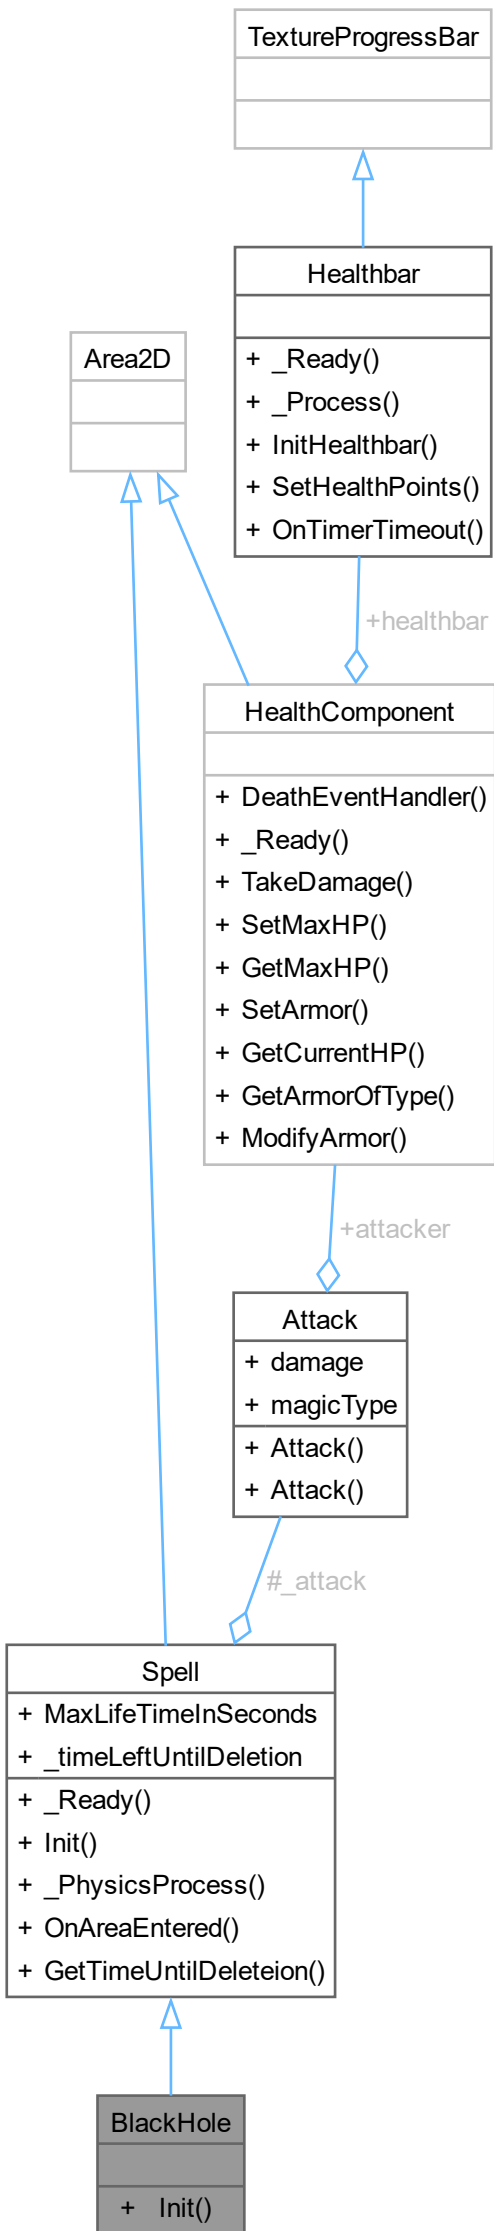 TextureProgressBar
Healthbar
+ _Ready()
+ _Process()
+ InitHealthbar()
+ SetHealthPoints()
+ OnTimerTimeout()
Area2D
+healthbar
HealthComponent
+ DeathEventHandler()
+ _Ready()
+ TakeDamage()
+ SetMaxHP()
+ GetMaxHP()
+ SetArmor()
+ GetCurrentHP()
+ GetArmorOfType()
+ ModifyArmor()
+attacker
Attack
+ damage
+ magicType
+ Attack()
+ Attack()
#_attack
Spell
+ MaxLifeTimeInSeconds
+ _timeLeftUntilDeletion
+ _Ready()
+ Init()
+ _PhysicsProcess()
+ OnAreaEntered()
+ GetTimeUntilDeleteion()
BlackHole
+ Init()